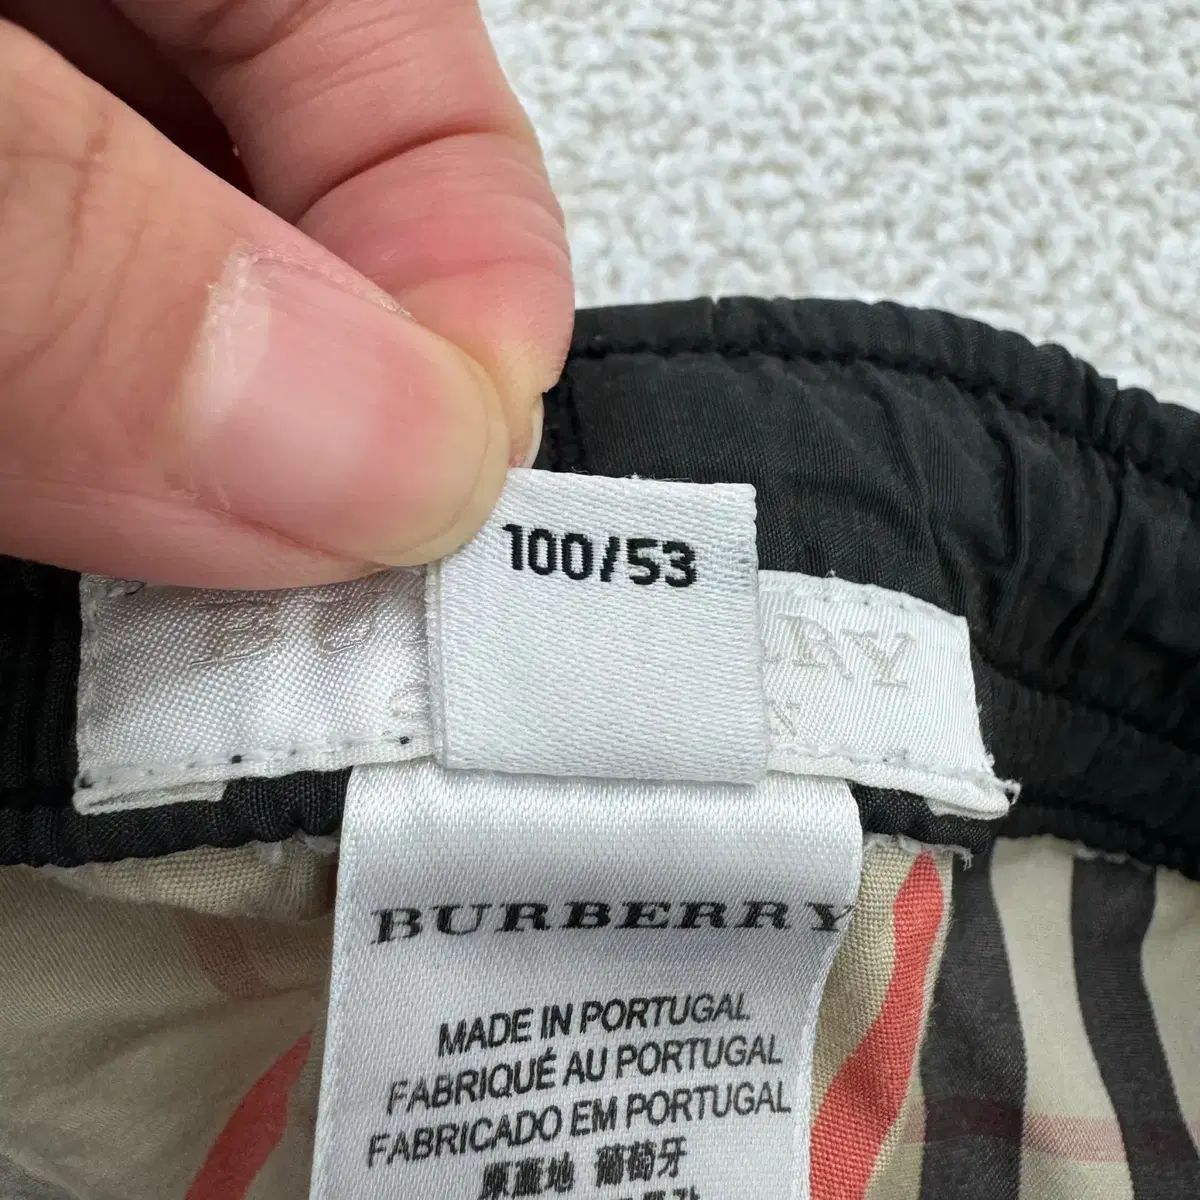 100/53
BURBERRY
MADE IN PORTUGAL
FABRIQUÉ AU PORTUGAL
FABRICADO EM PORTUGAL
原產地 葡萄牙